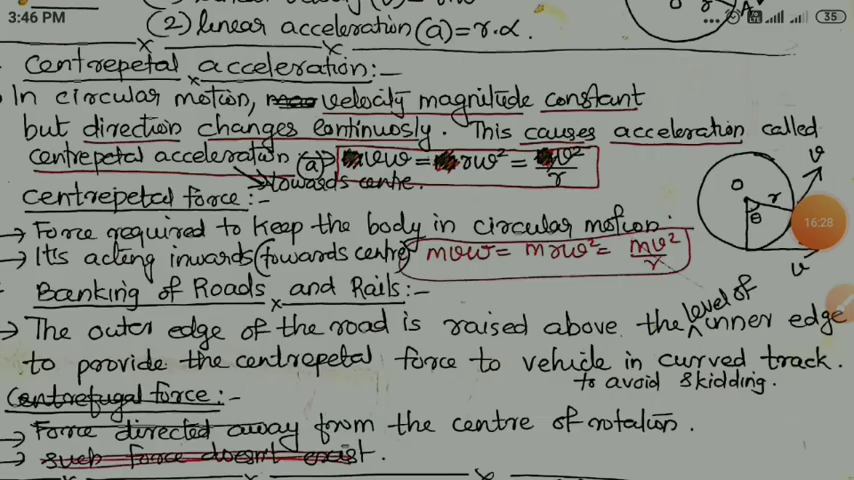 3:46 PM
35
(2) linear acceleration (a) = r.α.
centrepetal acceleration:-
In circular motion, velocity magnitude constant
but direction changes continuosly. This causes acceleration called
centrepetal acceleration (a) → vω = rω² = v²/r
→ towards centre.
centrepetal force :-
→ Force required to keep the body in circular motion.
→ It's acting inwards (towards centre) mvω = mrω² = mv²/r
Banking of Roads and Rails:-
→ The outer edge of the road is raised above the level of inner edge
to provide the centrepetal force to vehicle in curved track.
to avoid skidding.
centrefugal force :-
→ Force directed away from the centre of rotation.
→ such force doesn't exist.
O
r
θ
v
v
16:28